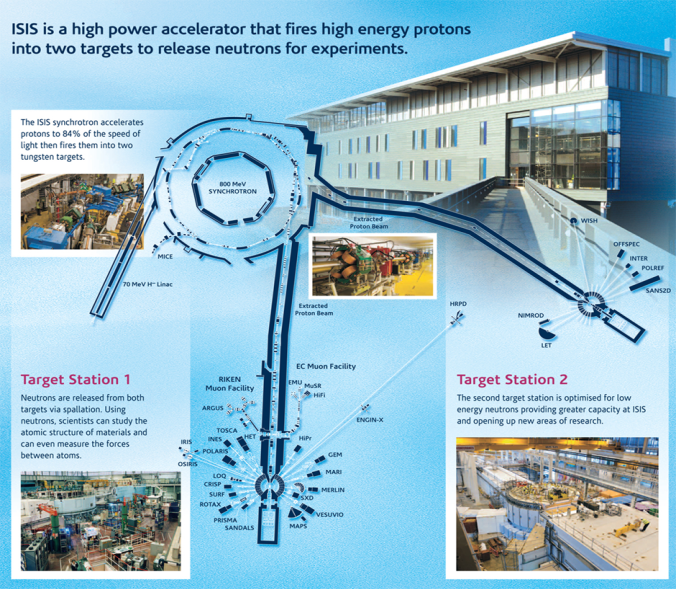 ISIS is a high power accelerator that fires high energy protons
into two targets to release neutrons for experiments.
The ISIS synchrotron accelerates
protons to 84% of the speed of
light then fires them into two
tungsten targets.
800 MeV
SYNCHROTRON
MICE
70 MeV H⁻ Linac
Extracted
Proton Beam
Extracted
Proton Beam
WISH
OFFSPEC
INTER
POLREF
SANS2D
NIMROD
LET
HRPD
ENGIN-X
RIKEN
Muon Facility
EC Muon Facility
EMU
MuSR
HiFi
ARGUS
TOSCA
HET
INES
POLARIS
IRIS
OSIRIS
LOQ
CRISP
SURF
ROTAX
PRISMA
SANDALS
HiPr
GEM
MARI
MERLIN
SXD
VESUVIO
MAPS
Target Station 1
Neutrons are released from both
targets via spallation. Using
neutrons, scientists can study the
atomic structure of materials and
can even measure the forces
between atoms.
Target Station 2
The second target station is optimised for low
energy neutrons providing greater capacity at ISIS
and opening up new areas of research.